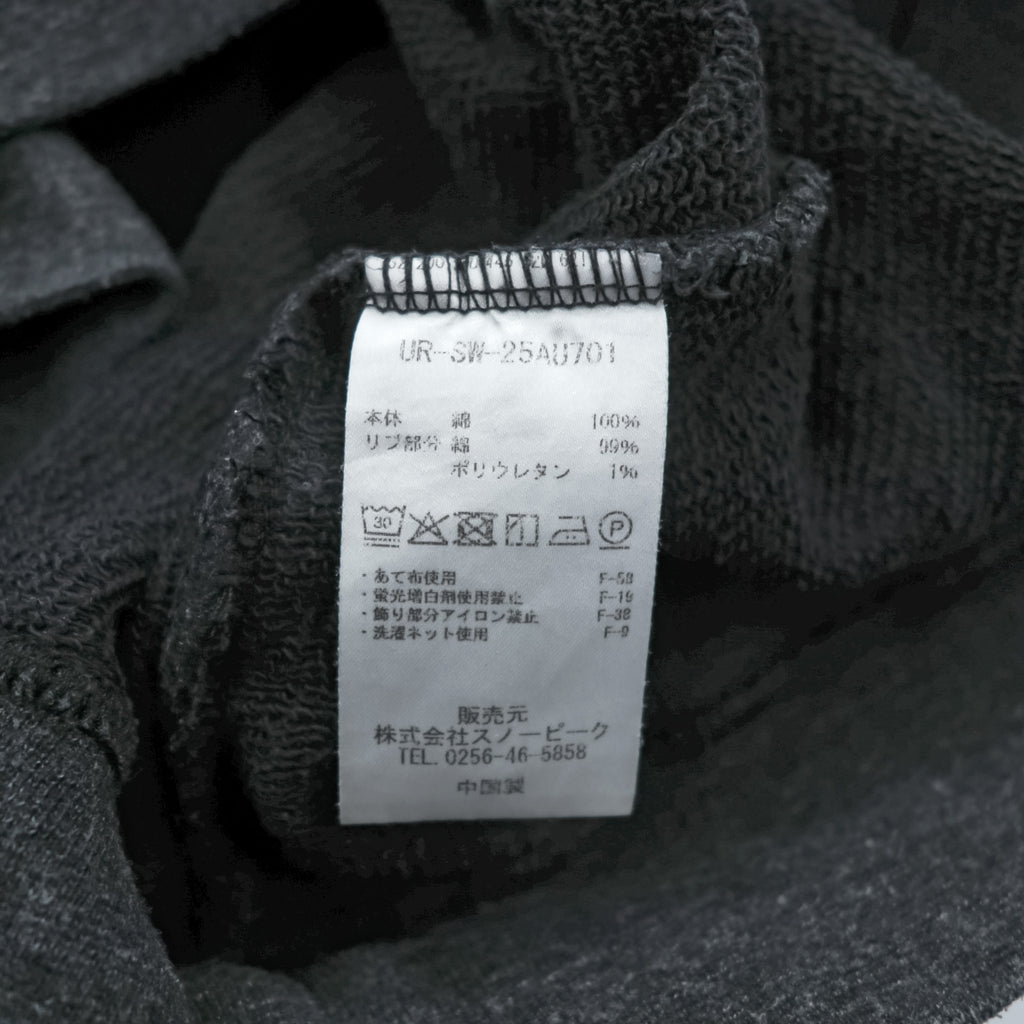 UR-SW-25AU701
本体 綿 100%
リブ部分 綿 99%
ポリウレタン 1%
30
P
・あて布使用 F-58
・蛍光増白剤使用禁止 F-19
・飾り部分アイロン禁止 F-38
・洗濯ネット使用 F-9
販売元
株式会社スノーピーク
TEL. 0256-46-5858
中国製